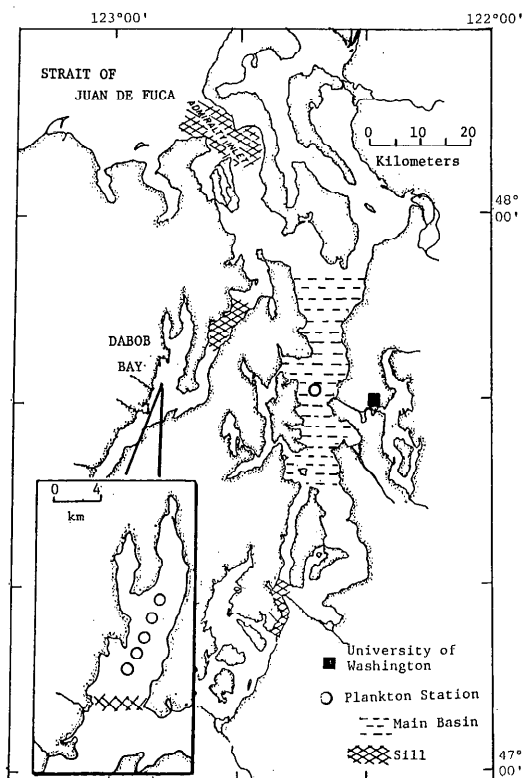 123°00'
122°00'
STRAIT OF
JUAN DE FUCA
ADMIRALTY INLET
0 10 20
Kilometers
48°
00'
DABOB
BAY
0 4
km
University of
Washington
Plankton Station
Main Basin
Sill
47°
00'